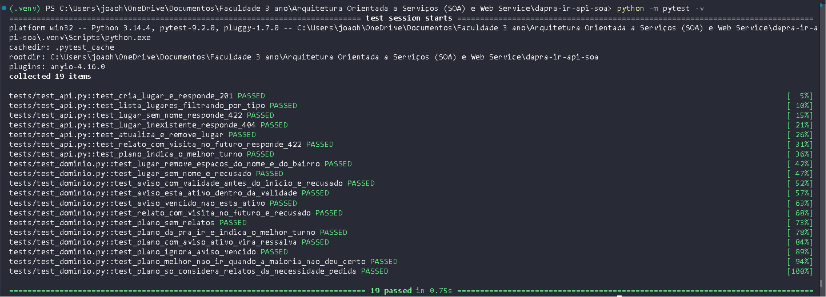 (.venv) PS C:\Users\joaoh\OneDrive\Documentos\Faculdade 3 ano\Arquitetura Orientada a Serviços (SOA) e Web Service\dapra-ir-api-soa> python -m pytest -v
test session starts
platform win32 -- Python 3.14.4, pytest-9.2.0, pluggy-1.7.0 -- C:\Users\joaoh\OneDrive\Documentos\Faculdade 3 ano\Arquitetura Orientada a Serviços (SOA) e Web Service\dapra-ir-a
pi-soa\.venv\Scripts\python.exe
cachedir: .pytest_cache
rootdir: C:\Users\joaoh\OneDrive\Documentos\Faculdade 3 ano\Arquitetura Orientada a Serviços (SOA) e Web Service\dapra-ir-api-soa
plugins: anyio-4.16.0
collected 19 items
tests/test_api.py::test_cria_lugar_e_responde_201 PASSED [ 5%]
tests/test_api.py::test_lista_lugares_filtrando_por_tipo PASSED [ 10%]
tests/test_api.py::test_lugar_sem_nome_responde_422 PASSED [ 15%]
tests/test_api.py::test_lugar_inexistente_responde_404 PASSED [ 21%]
tests/test_api.py::test_atualiza_e_remove_lugar PASSED [ 26%]
tests/test_api.py::test_relato_com_visita_no_futuro_responde_422 PASSED [ 31%]
tests/test_api.py::test_plano_indica_o_melhor_turno PASSED [ 36%]
tests/test_dominio.py::test_lugar_remove_espacos_do_nome_e_do_bairro PASSED [ 42%]
tests/test_dominio.py::test_lugar_sem_nome_e_recusado PASSED [ 47%]
tests/test_dominio.py::test_aviso_com_validade_antes_do_inicio_e_recusado PASSED [ 52%]
tests/test_dominio.py::test_aviso_esta_ativo_dentro_da_validade PASSED [ 57%]
tests/test_dominio.py::test_aviso_vencido_nao_esta_ativo PASSED [ 63%]
tests/test_dominio.py::test_relato_com_visita_no_futuro_e_recusado PASSED [ 68%]
tests/test_dominio.py::test_plano_sem_relatos PASSED [ 73%]
tests/test_dominio.py::test_plano_da_pra_ir_e_indica_o_melhor_turno PASSED [ 78%]
tests/test_dominio.py::test_plano_com_aviso_ativo_vira_ressalva PASSED [ 84%]
tests/test_dominio.py::test_plano_ignora_aviso_vencido PASSED [ 89%]
tests/test_dominio.py::test_plano_melhor_nao_ir_quando_a_maioria_nao_deu_certo PASSED [ 94%]
tests/test_dominio.py::test_plano_so_considera_relatos_da_necessidade_pedida PASSED [100%]
19 passed in 0.75s